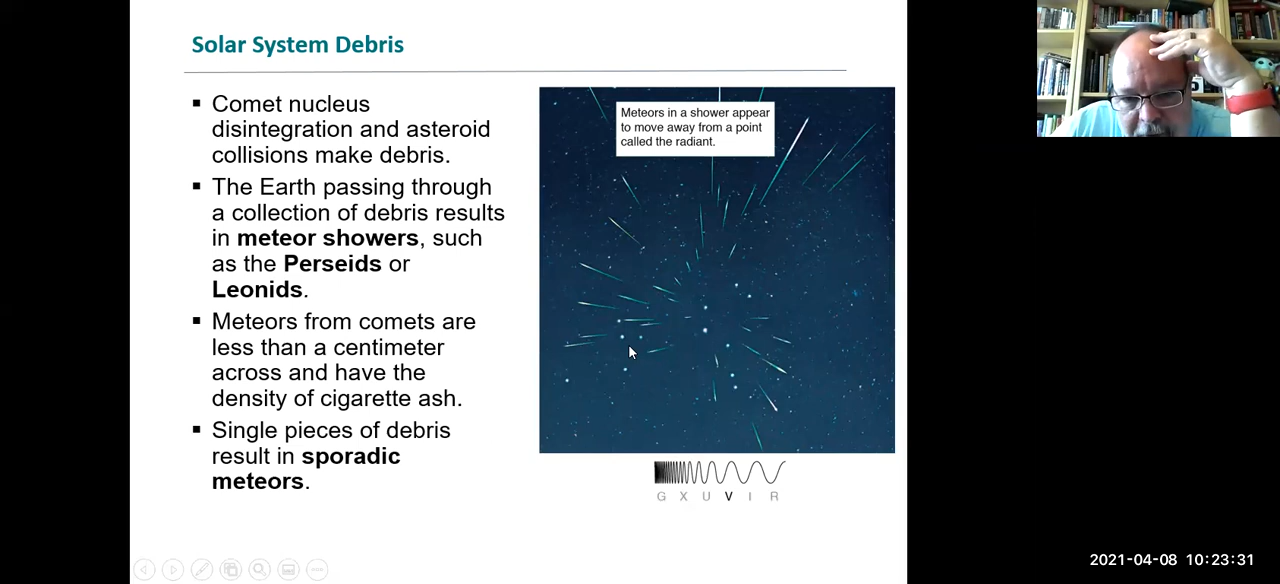 Solar System Debris
▪ Comet nucleus
disintegration and asteroid
collisions make debris.
▪ The Earth passing through
a collection of debris results
in meteor showers, such
as the Perseids or
Leonids.
▪ Meteors from comets are
less than a centimeter
across and have the
density of cigarette ash.
▪ Single pieces of debris
result in sporadic
meteors.
Meteors in a shower appear
to move away from a point
called the radiant.
G X U V I R
2021-04-08 10:23:31